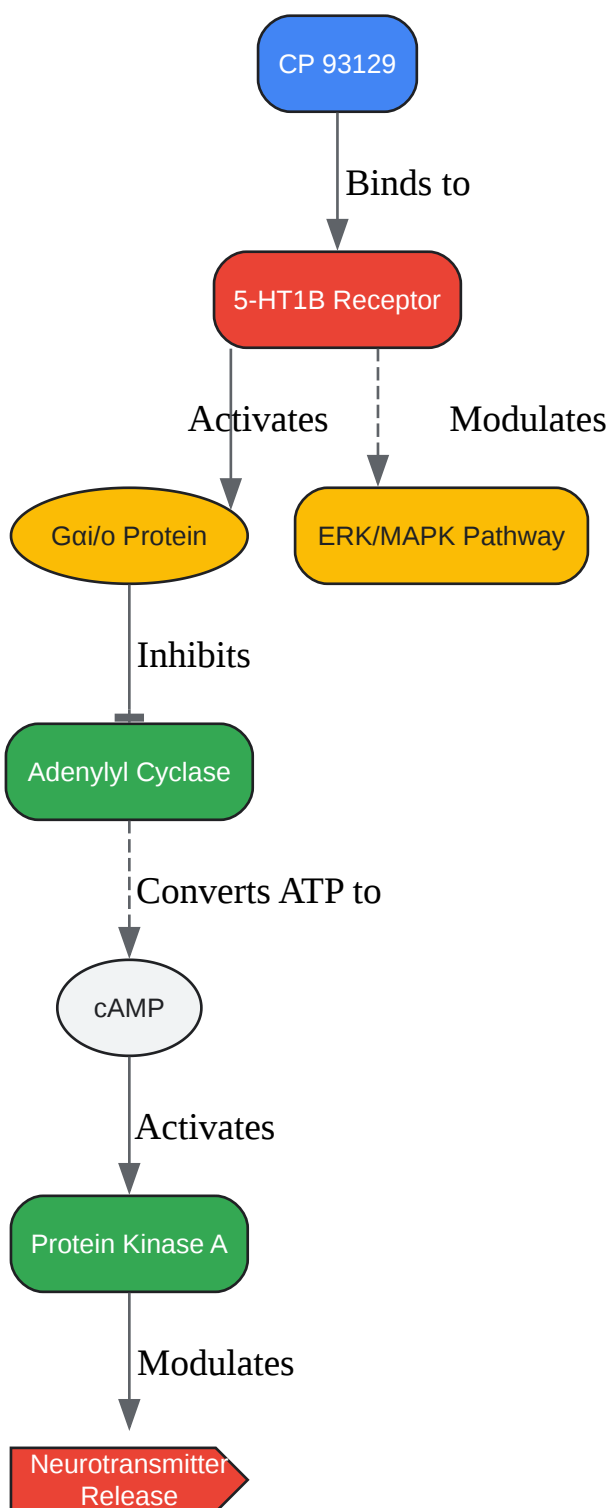 CP 93129
Binds to
5-HT1B Receptor
Activates
Modulates
Gαi/o Protein
ERK/MAPK Pathway
Inhibits
Adenylyl Cyclase
Converts ATP to
cAMP
Activates
Protein Kinase A
Modulates
Neurotransmitter
Release